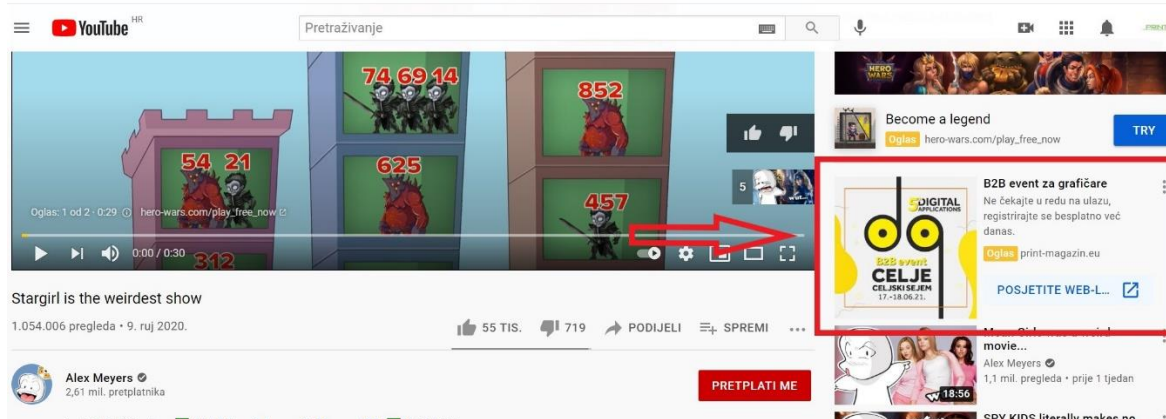 YouTube HR
Pretraživanje
74 69 14
852
54 21
625
457
312
5
Oglas: 1 od 2 · 0:29 hero-wars.com/play_free_now
0:00 / 0:30
Stargirl is the weirdest show
1.054.006 pregleda • 9. ruj 2020.
55 TIS. 719 PODIJELI SPREMI
Alex Meyers
2,61 mil. pretplatnika
PRETPLATI ME
HERO WARS
Become a legend
Oglas hero-wars.com/play_free_now
TRY
5 DIGITAL
APPLICATIONS
B2B event
CELJE
CELJSKI SEJEM
17.-18.06.21.
B2B event za grafičare
Ne čekajte u redu na ulazu,
registrirajte se besplatno već
danas.
Oglas print-magazin.eu
POSJETITE WEB-L...
movie...
Alex Meyers
1,1 mil. pregleda • prije 1 tjedan
18:56
SPY KIDS literally makes no